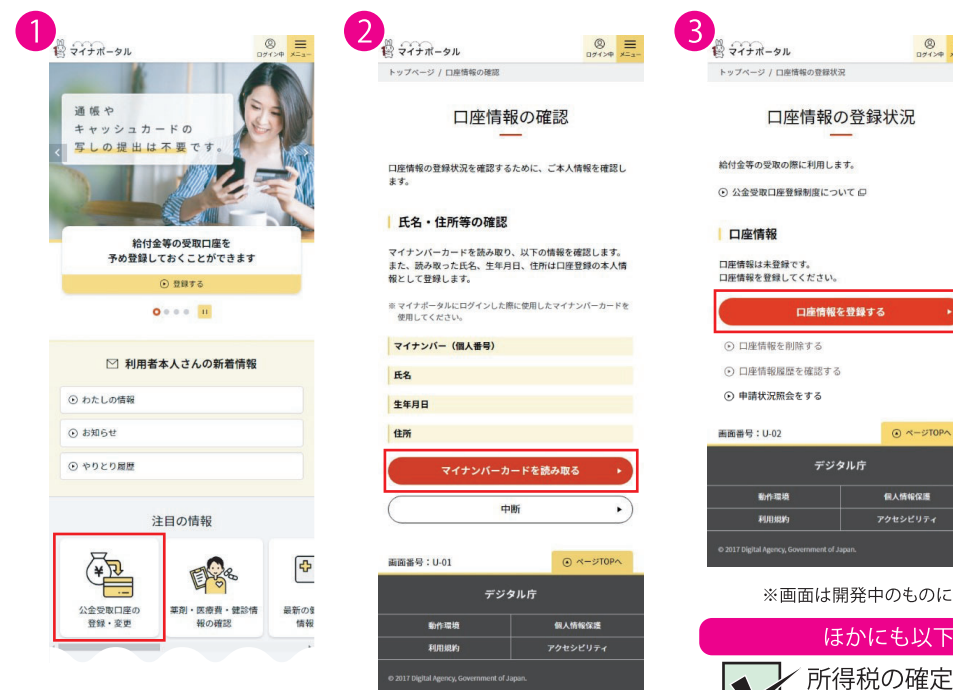 1
マイナポータル
ログイン中
メニュー
通帳や
キャッシュカードの
写しの提出は不要です。
給付金等の受取口座を
予め登録しておくことができます
登録する
利用者本人さんの新着情報
わたしの情報
お知らせ
やりとり履歴
注目の情報
公金受取口座の
登録・変更
薬剤・医療費・健診情
報の確認
最新の
情報
2
マイナポータル
ログイン中
メニュー
トップページ / 口座情報の確認
口座情報の確認
口座情報の登録状況を確認するために、ご本人情報を確認し
ます。
氏名・住所等の確認
マイナンバーカードを読み取り、以下の情報を確認します。
また、読み取った氏名、生年月日、住所は口座登録の本人情
報として登録します。
※ マイナポータルにログインした際に使用したマイナンバーカードを
使用してください。
マイナンバー（個人番号）
氏名
生年月日
住所
マイナンバーカードを読み取る
中断
画面番号：U-01
ページTOPへ
デジタル庁
動作環境
個人情報保護
利用規約
アクセシビリティ
© 2017 Digital Agency, Government of Japan.
3
マイナポータル
ログイン中
トップページ / 口座情報の登録状況
口座情報の登録状況
給付金等の受取の際に利用します。
公金受取口座登録制度について
口座情報
口座情報は未登録です。
口座情報を登録してください。
口座情報を登録する
口座情報を削除する
口座情報履歴を確認する
申請状況照会をする
画面番号：U-02
ページTOPへ
デジタル庁
動作環境
個人情報保護
利用規約
アクセシビリティ
© 2017 Digital Agency, Government of Japan.
※画面は開発中のものに
ほかにも以下
所得税の確定